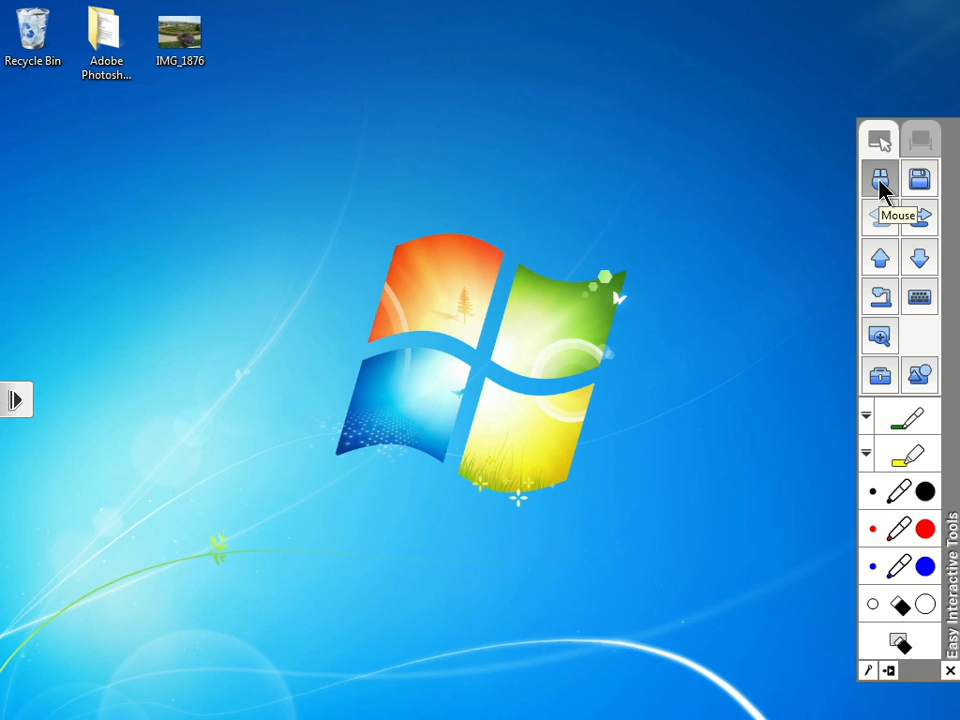 Recycle Bin
Adobe
Photosh...
IMG_1876
Mouse
Easy Interactive Tools